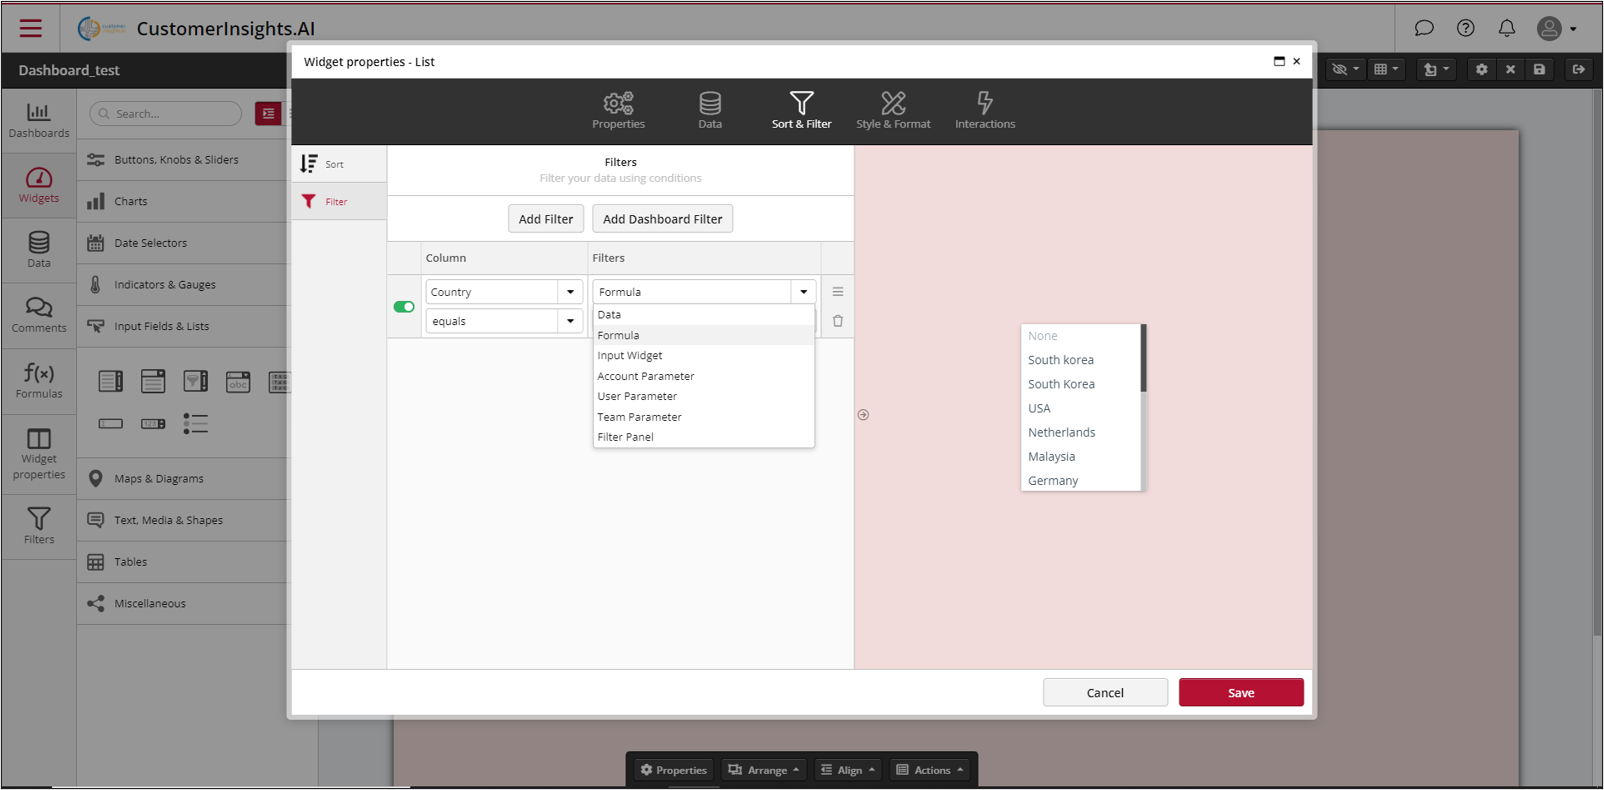 CustomerInsights.AI
Dashboard_test
Widget properties - List
Properties
Data
Sort & Filter
Style & Format
Interactions
Dashboards
Widgets
Data
Comments
Formulas
f(x)
Widget
properties
Filters
Search...
Buttons, Knobs & Sliders
Charts
Date Selectors
Indicators & Gauges
Input Fields & Lists
abc
Maps & Diagrams
Text, Media & Shapes
Tables
Miscellaneous
Sort
Filter
Filters
Filter your data using conditions
Add Filter
Add Dashboard Filter
Column
Filters
Country
Formula
equals
Data
Formula
Input Widget
Account Parameter
User Parameter
Team Parameter
Filter Panel
None
South korea
South Korea
USA
Netherlands
Malaysia
Germany
Cancel
Save
Properties
Arrange
Align
Actions